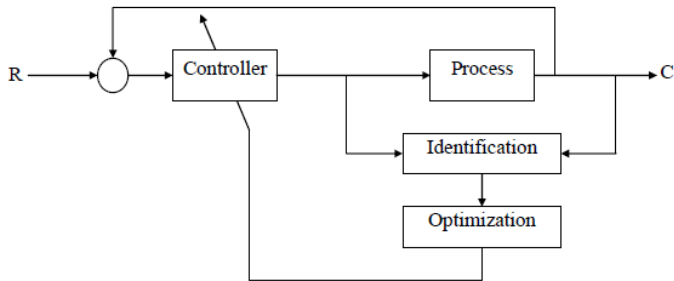 R
Controller
Process
C
Identification
Optimization